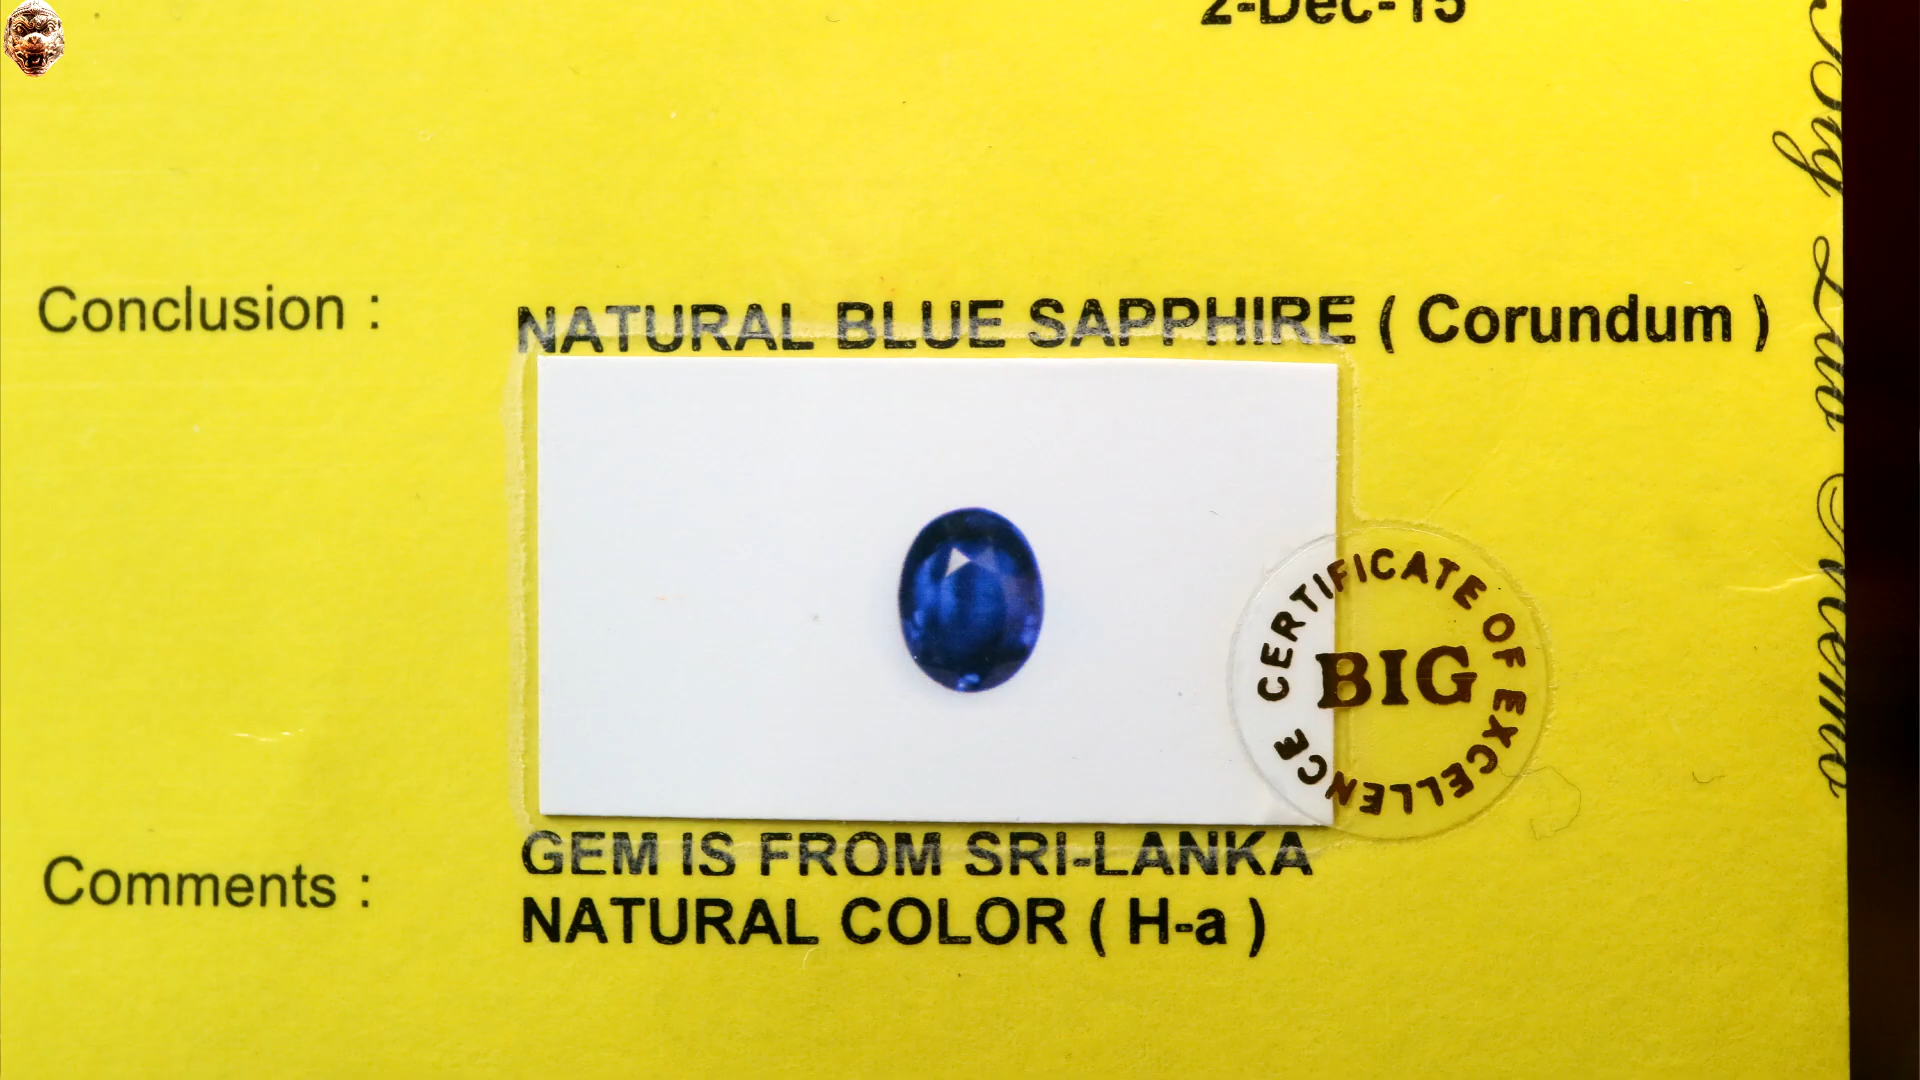 2-Dec-15
Conclusion :
NATURAL BLUE SAPPHIRE ( Corundum )
CERTIFICATE OF EXCELLENCE
BIG
Comments :
GEM IS FROM SRI-LANKA
NATURAL COLOR ( H-a )
Memo